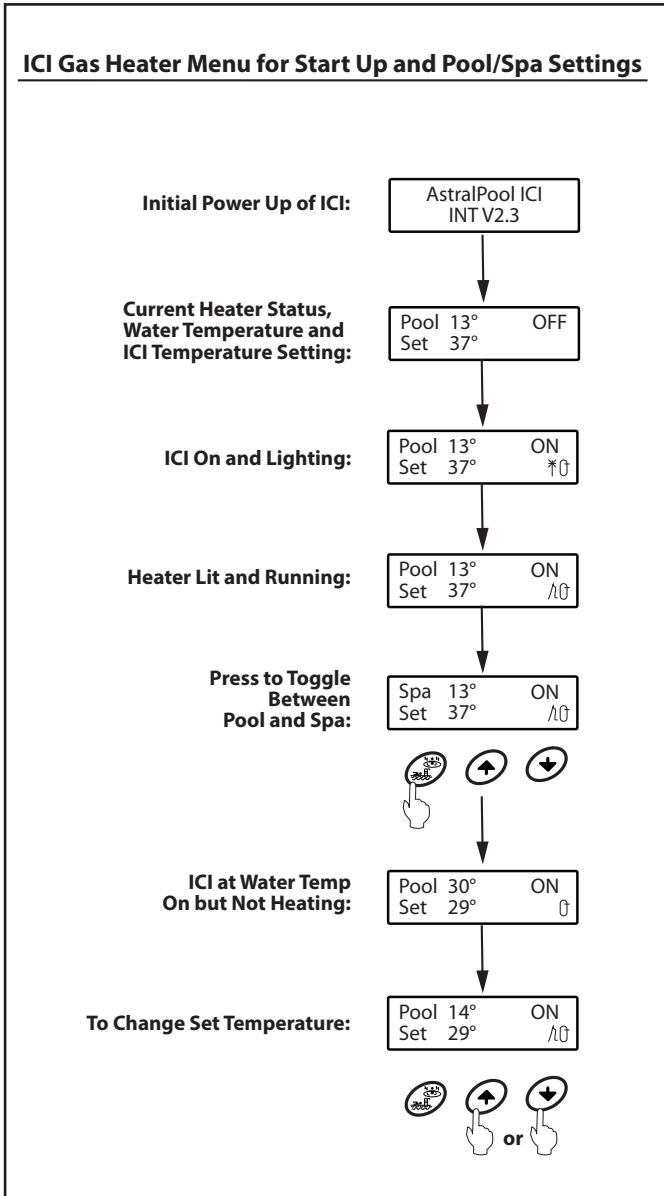 ICI Gas Heater Menu for Start Up and Pool/Spa Settings
Initial Power Up of ICI:
AstralPool ICI
INT V2.3
Current Heater Status,
Water Temperature and
ICI Temperature Setting:
Pool 13° OFF
Set 37°
ICI On and Lighting:
Pool 13° ON
Set 37°
Heater Lit and Running:
Pool 13° ON
Set 37°
Press to Toggle
Between
Pool and Spa:
Spa 13° ON
Set 37°
ICI at Water Temp
On but Not Heating:
Pool 30° ON
Set 29°
To Change Set Temperature:
Pool 14° ON
Set 29°
or